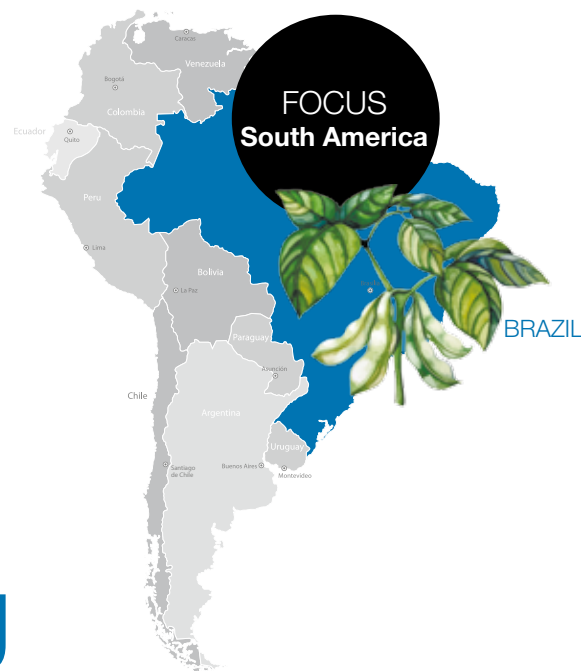 Caracas
Venezuela
Bogotá
Colombia
FOCUS
South America
Ecuador
Quito
Peru
Lima
Bolivia
La Paz
BRAZIL
Paraguay
Asunción
Chile
Argentina
Uruguay
Santiago
de Chile
Buenos Aires
Montevideo